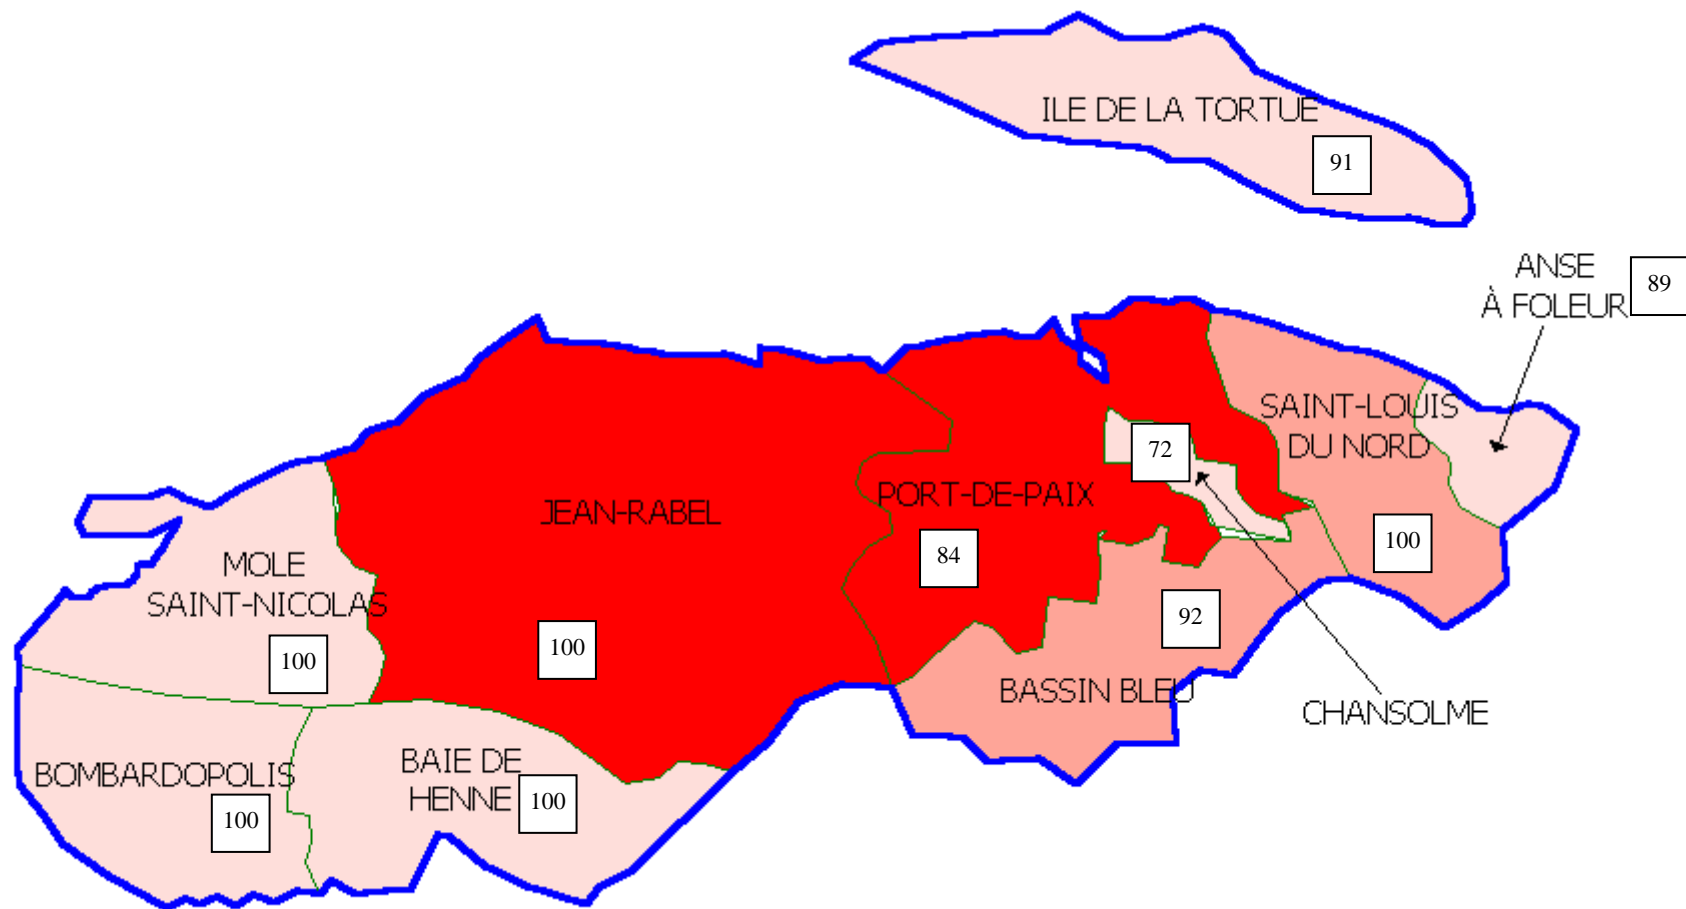 ILE DE LA TORTUE
91
ANSE
À FOLEUR
89
SAINT-LOUIS
DU NORD
100
72
PORT-DE-PAIX
84
JEAN-RABEL
100
MOLE
SAINT-NICOLAS
100
92
BASSIN BLEU
CHANSOLME
BOMBARDOPOLIS
100
BAIE DE
HENNE
100